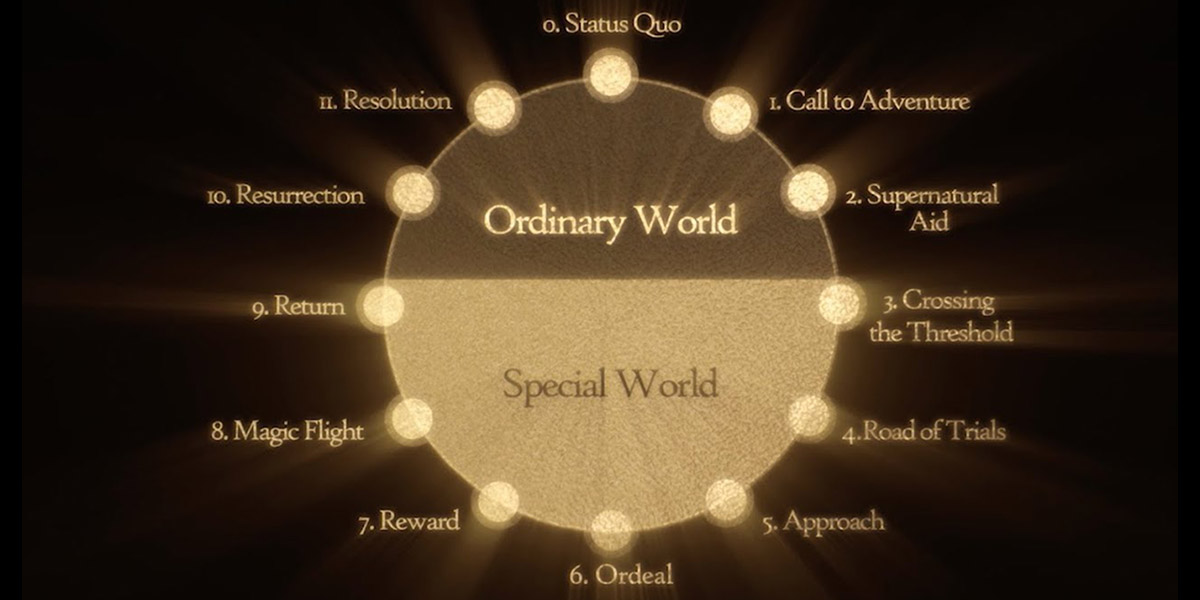 0. Status Quo
11. Resolution
1. Call to Adventure
10. Resurrection
2. Supernatural
Aid
Ordinary World
9. Return
3. Crossing
the Threshold
Special World
8. Magic Flight
4.Road of Trials
7. Reward
5. Approach
6. Ordeal